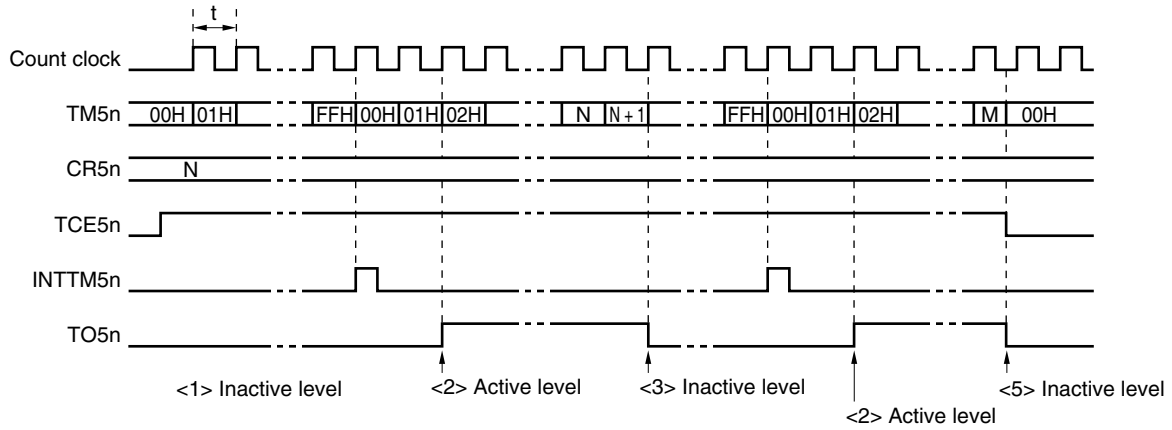 t
Count clock
TM5n 00H 01H FFH 00H 01H 02H N N + 1 FFH 00H 01H 02H M 00H
CR5n N
TCE5n
INTTM5n
TO5n
<1> Inactive level <2> Active level <3> Inactive level <5> Inactive level
<2> Active level